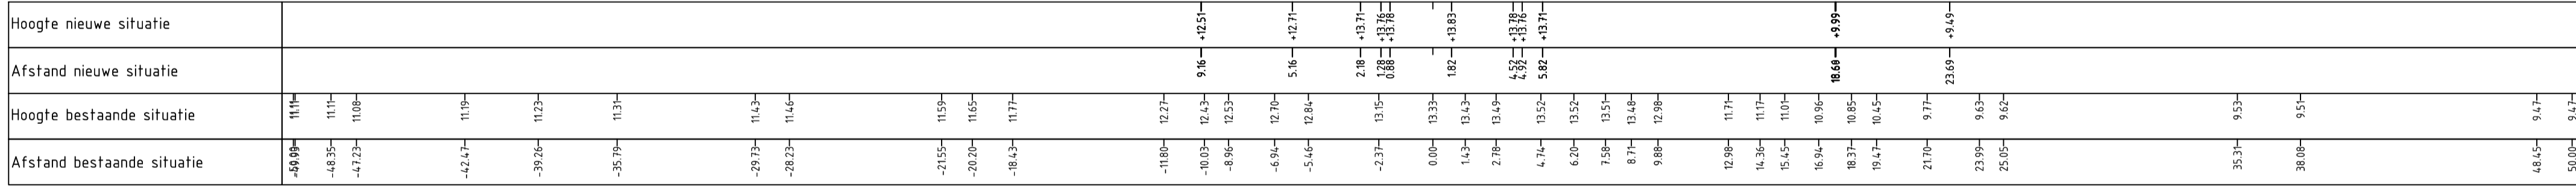 Hoogte nieuwe situatie +12.51 +12.71 +13.71 +13.76 +13.78 +13.83 +13.78 +13.76 +13.71 +9.99 +9.49
Afstand nieuwe situatie 9.16 5.16 2.18 1.28 0.88 1.82 4.52 4.92 5.82 23.69
Hoogte bestaande situatie 11.11 11.11 11.08 11.19 11.23 11.31 11.43 11.46 11.59 11.65 11.77 12.27 12.43 12.53 12.70 12.84 13.15 13.33 13.43 13.49 13.52 13.52 13.51 13.48 12.98 11.71 11.17 11.01 10.96 10.85 10.45 9.77 9.63 9.62 9.53 9.51 9.47 9.47
Afstand bestaande situatie -48.35 -47.23 -42.47 -39.26 -35.79 -29.73 -28.23 -21.55 -20.20 -18.43 -11.80 -10.03 -8.96 -6.94 -5.46 -2.37 0.00 1.43 2.78 4.74 6.20 7.58 8.71 9.88 12.98 14.36 15.45 16.94 18.37 19.47 21.70 23.99 25.05 35.31 38.08 48.45 50.00